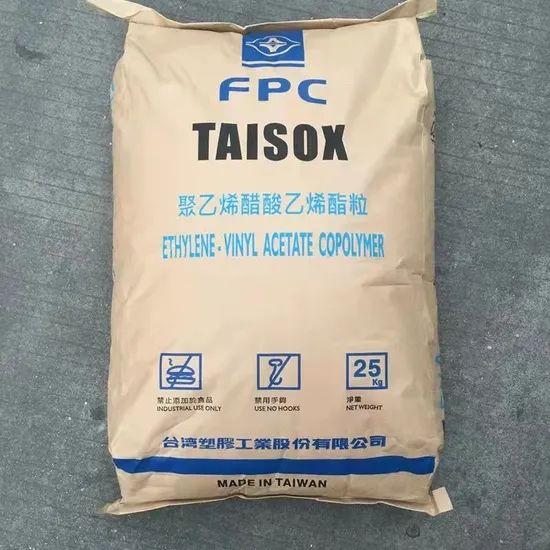 FPC
TAISOX
聚乙烯醋酸乙烯酯粒
ETHYLENE - VINYL ACETATE COPOLYMER
禁止添加於食品
INDUSTRIAL USE ONLY
禁用手鈎
USE NO HOOKS
25
Kg
淨重
NET WEIGHT
台湾塑膠工業股份有限公司
MADE IN TAIWAN